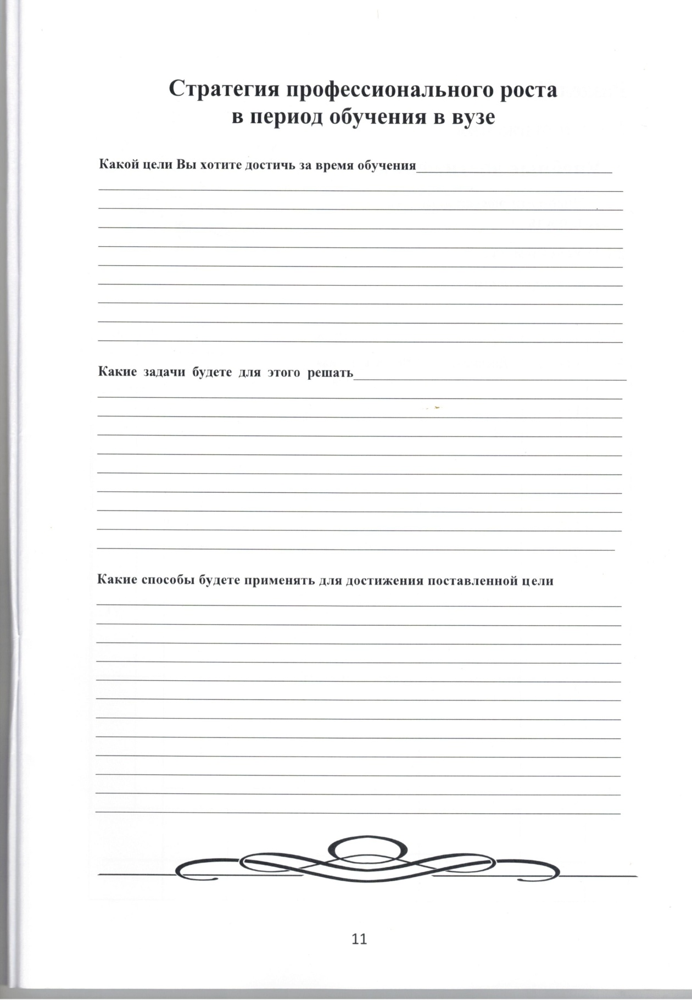 Стратегия профессионального роста
в период обучения в вузе
Какой цели Вы хотите достичь за время обучения
Какие задачи будете для этого решать
Какие способы будете применять для достижения поставленной цели
11